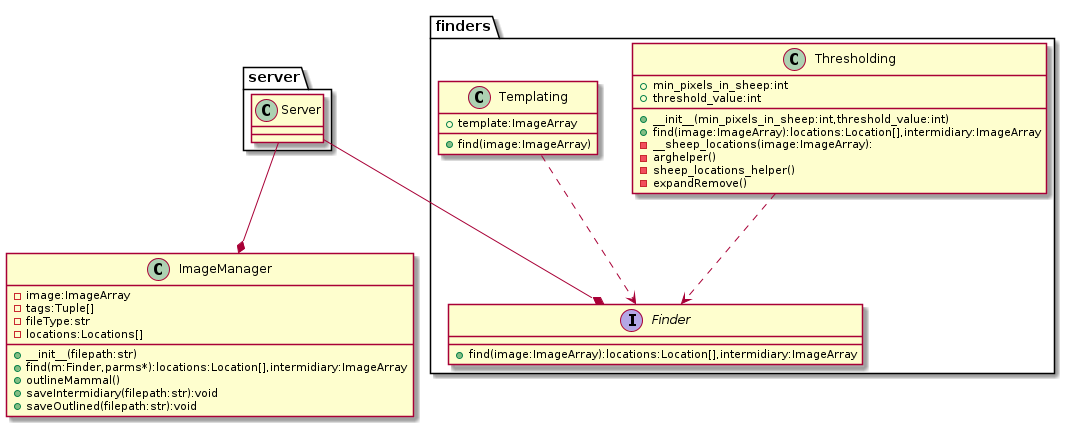 finders
server
C Server
C Templating
template:ImageArray
find(image:ImageArray)
C Thresholding
min_pixels_in_sheep:int
threshold_value:int
__init__(min_pixels_in_sheep:int,threshold_value:int)
find(image:ImageArray):locations:Location[],intermidiary:ImageArray
__sheep_locations(image:ImageArray):
arghelper()
sheep_locations_helper()
expandRemove()
C ImageManager
image:ImageArray
tags:Tuple[]
fileType:str
locations:Locations[]
__init__(filepath:str)
find(m:Finder,parms*):locations:Location[],intermidiary:ImageArray
outlineMammal()
saveIntermidiary(filepath:str):void
saveOutlined(filepath:str):void
I Finder
find(image:ImageArray):locations:Location[],intermidiary:ImageArray